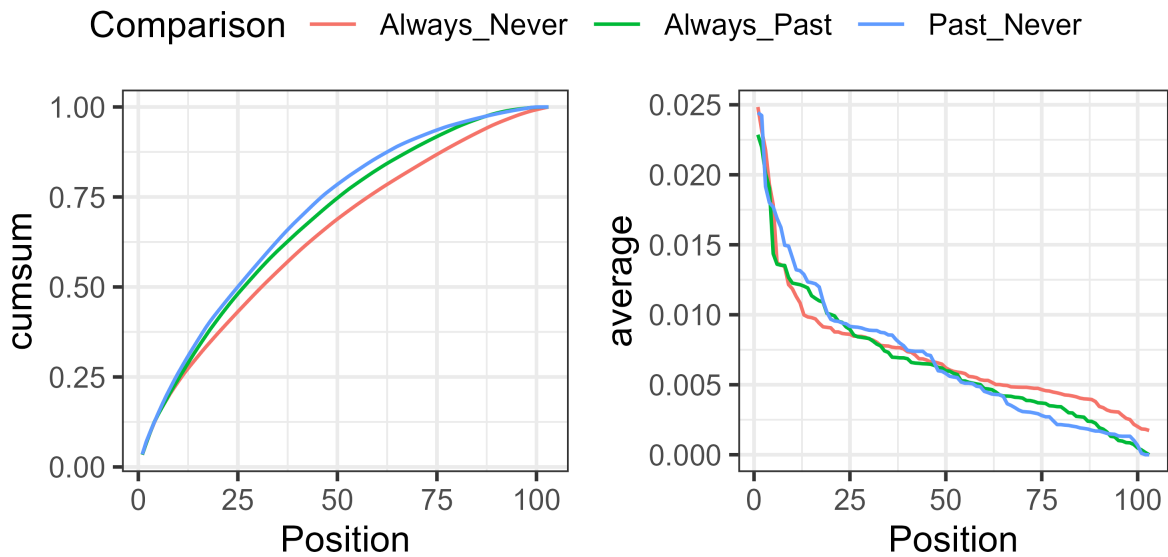 Comparison Always_Never Always_Past Past_Never
cumsum
1.00
0.75
0.50
0.25
0.00
0 25 50 75 100
Position
average
0.025
0.020
0.015
0.010
0.005
0.000
0 25 50 75 100
Position